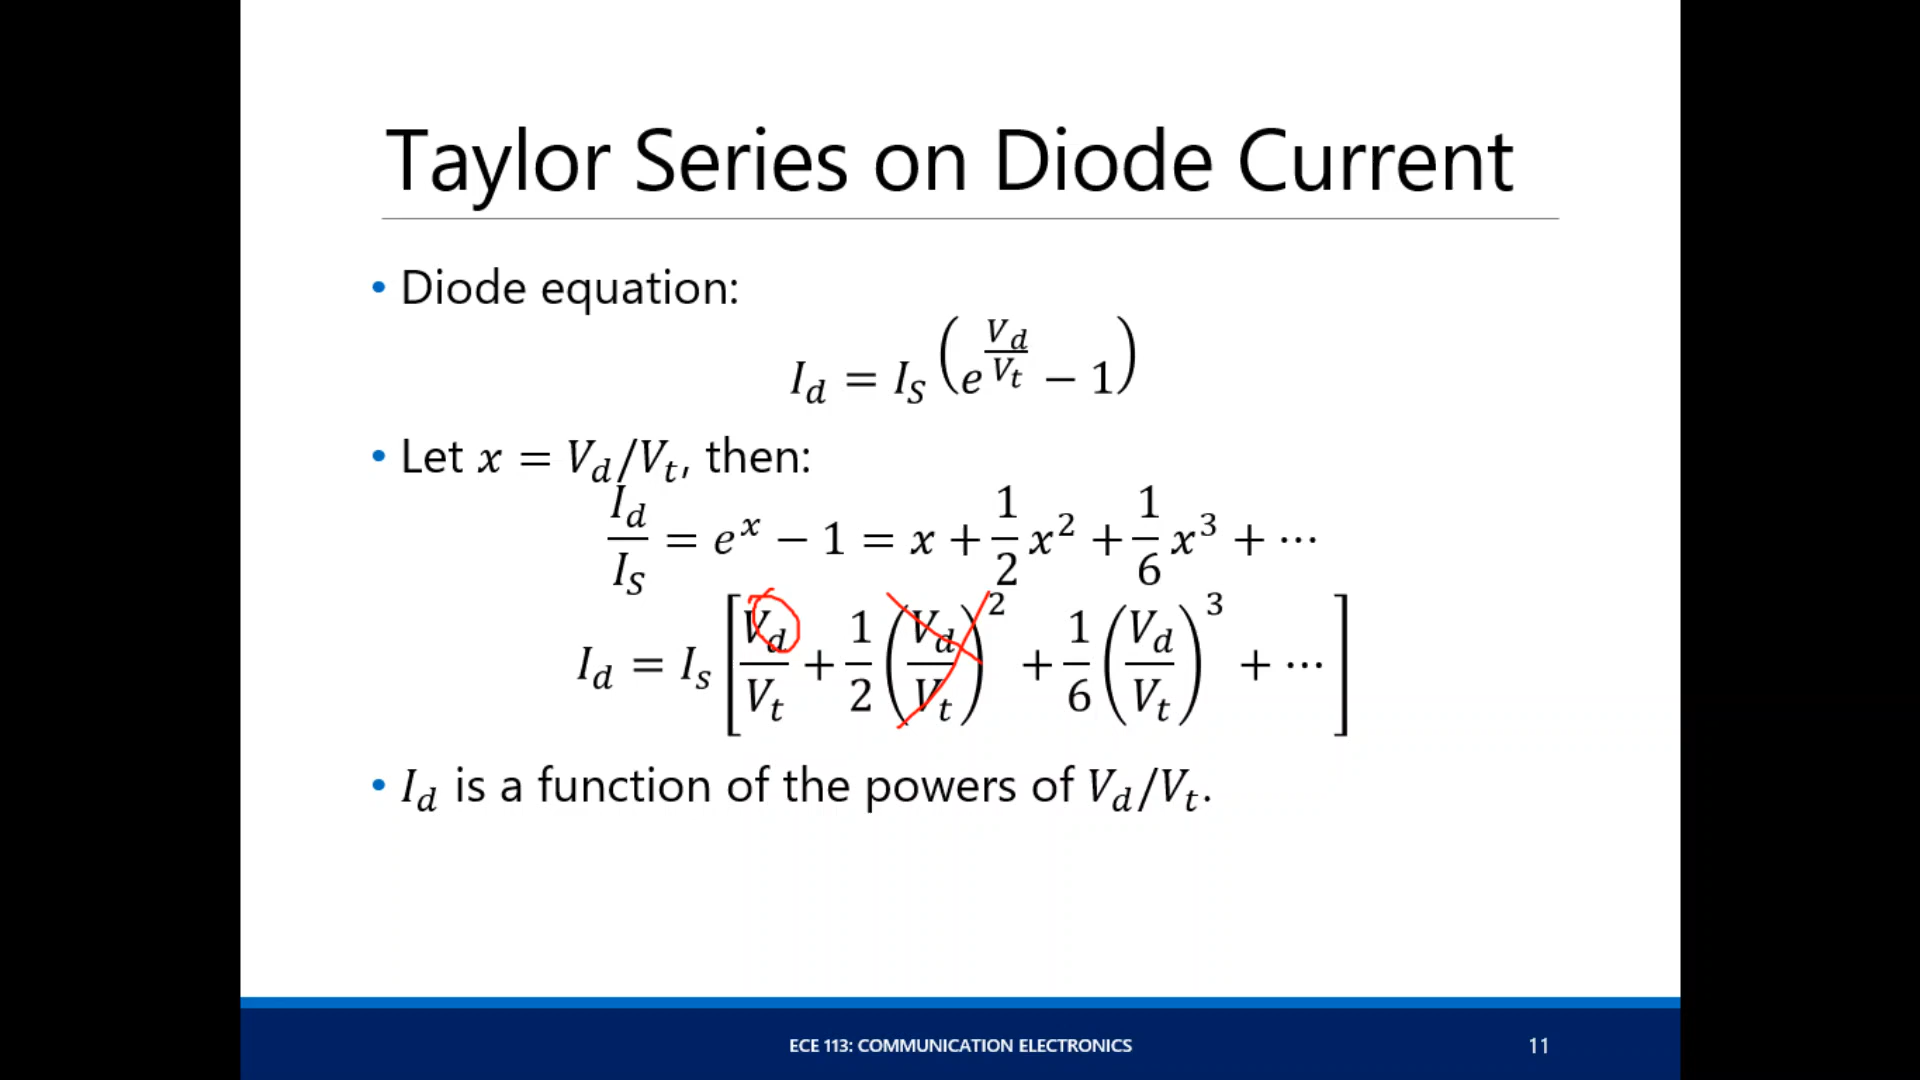 Taylor Series on Diode Current
• Diode equation:
I_d = I_S (e^{V_d/V_t} − 1)
• Let x = V_d/V_t, then:
I_d/I_S = e^x − 1 = x + 1/2 x^2 + 1/6 x^3 + ⋯
I_d = I_s [V_d/V_t + 1/2 (V_d/V_t)^2 + 1/6 (V_d/V_t)^3 + ⋯]
• I_d is a function of the powers of V_d/V_t.
ECE 113: COMMUNICATION ELECTRONICS
11